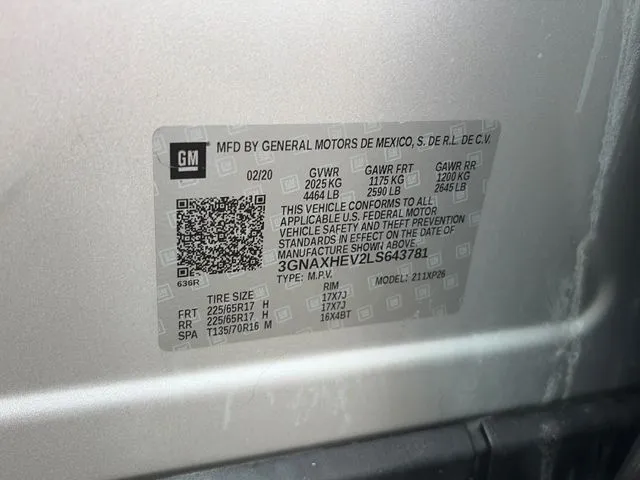 GM
MFD BY GENERAL MOTORS DE MEXICO, S. DE R.L. DE C.V.
02/20 GVWR GAWR FRT GAWR RR
2025 KG 1175 KG 1200 KG
4464 LB 2590 LB 2645 LB
THIS VEHICLE CONFORMS TO ALL
APPLICABLE U.S. FEDERAL MOTOR
VEHICLE SAFETY AND THEFT PREVENTION
STANDARDS IN EFFECT ON THE DATE OF
MANUFACTURE SHOWN ABOVE.
3GNAXHEV2LS643781
636R TYPE: M.P.V. MODEL: 211XP26
TIRE SIZE RIM
FRT 225/65R17 H 17X7J
RR 225/65R17 H 17X7J
SPA T135/70R16 M 16X4BT